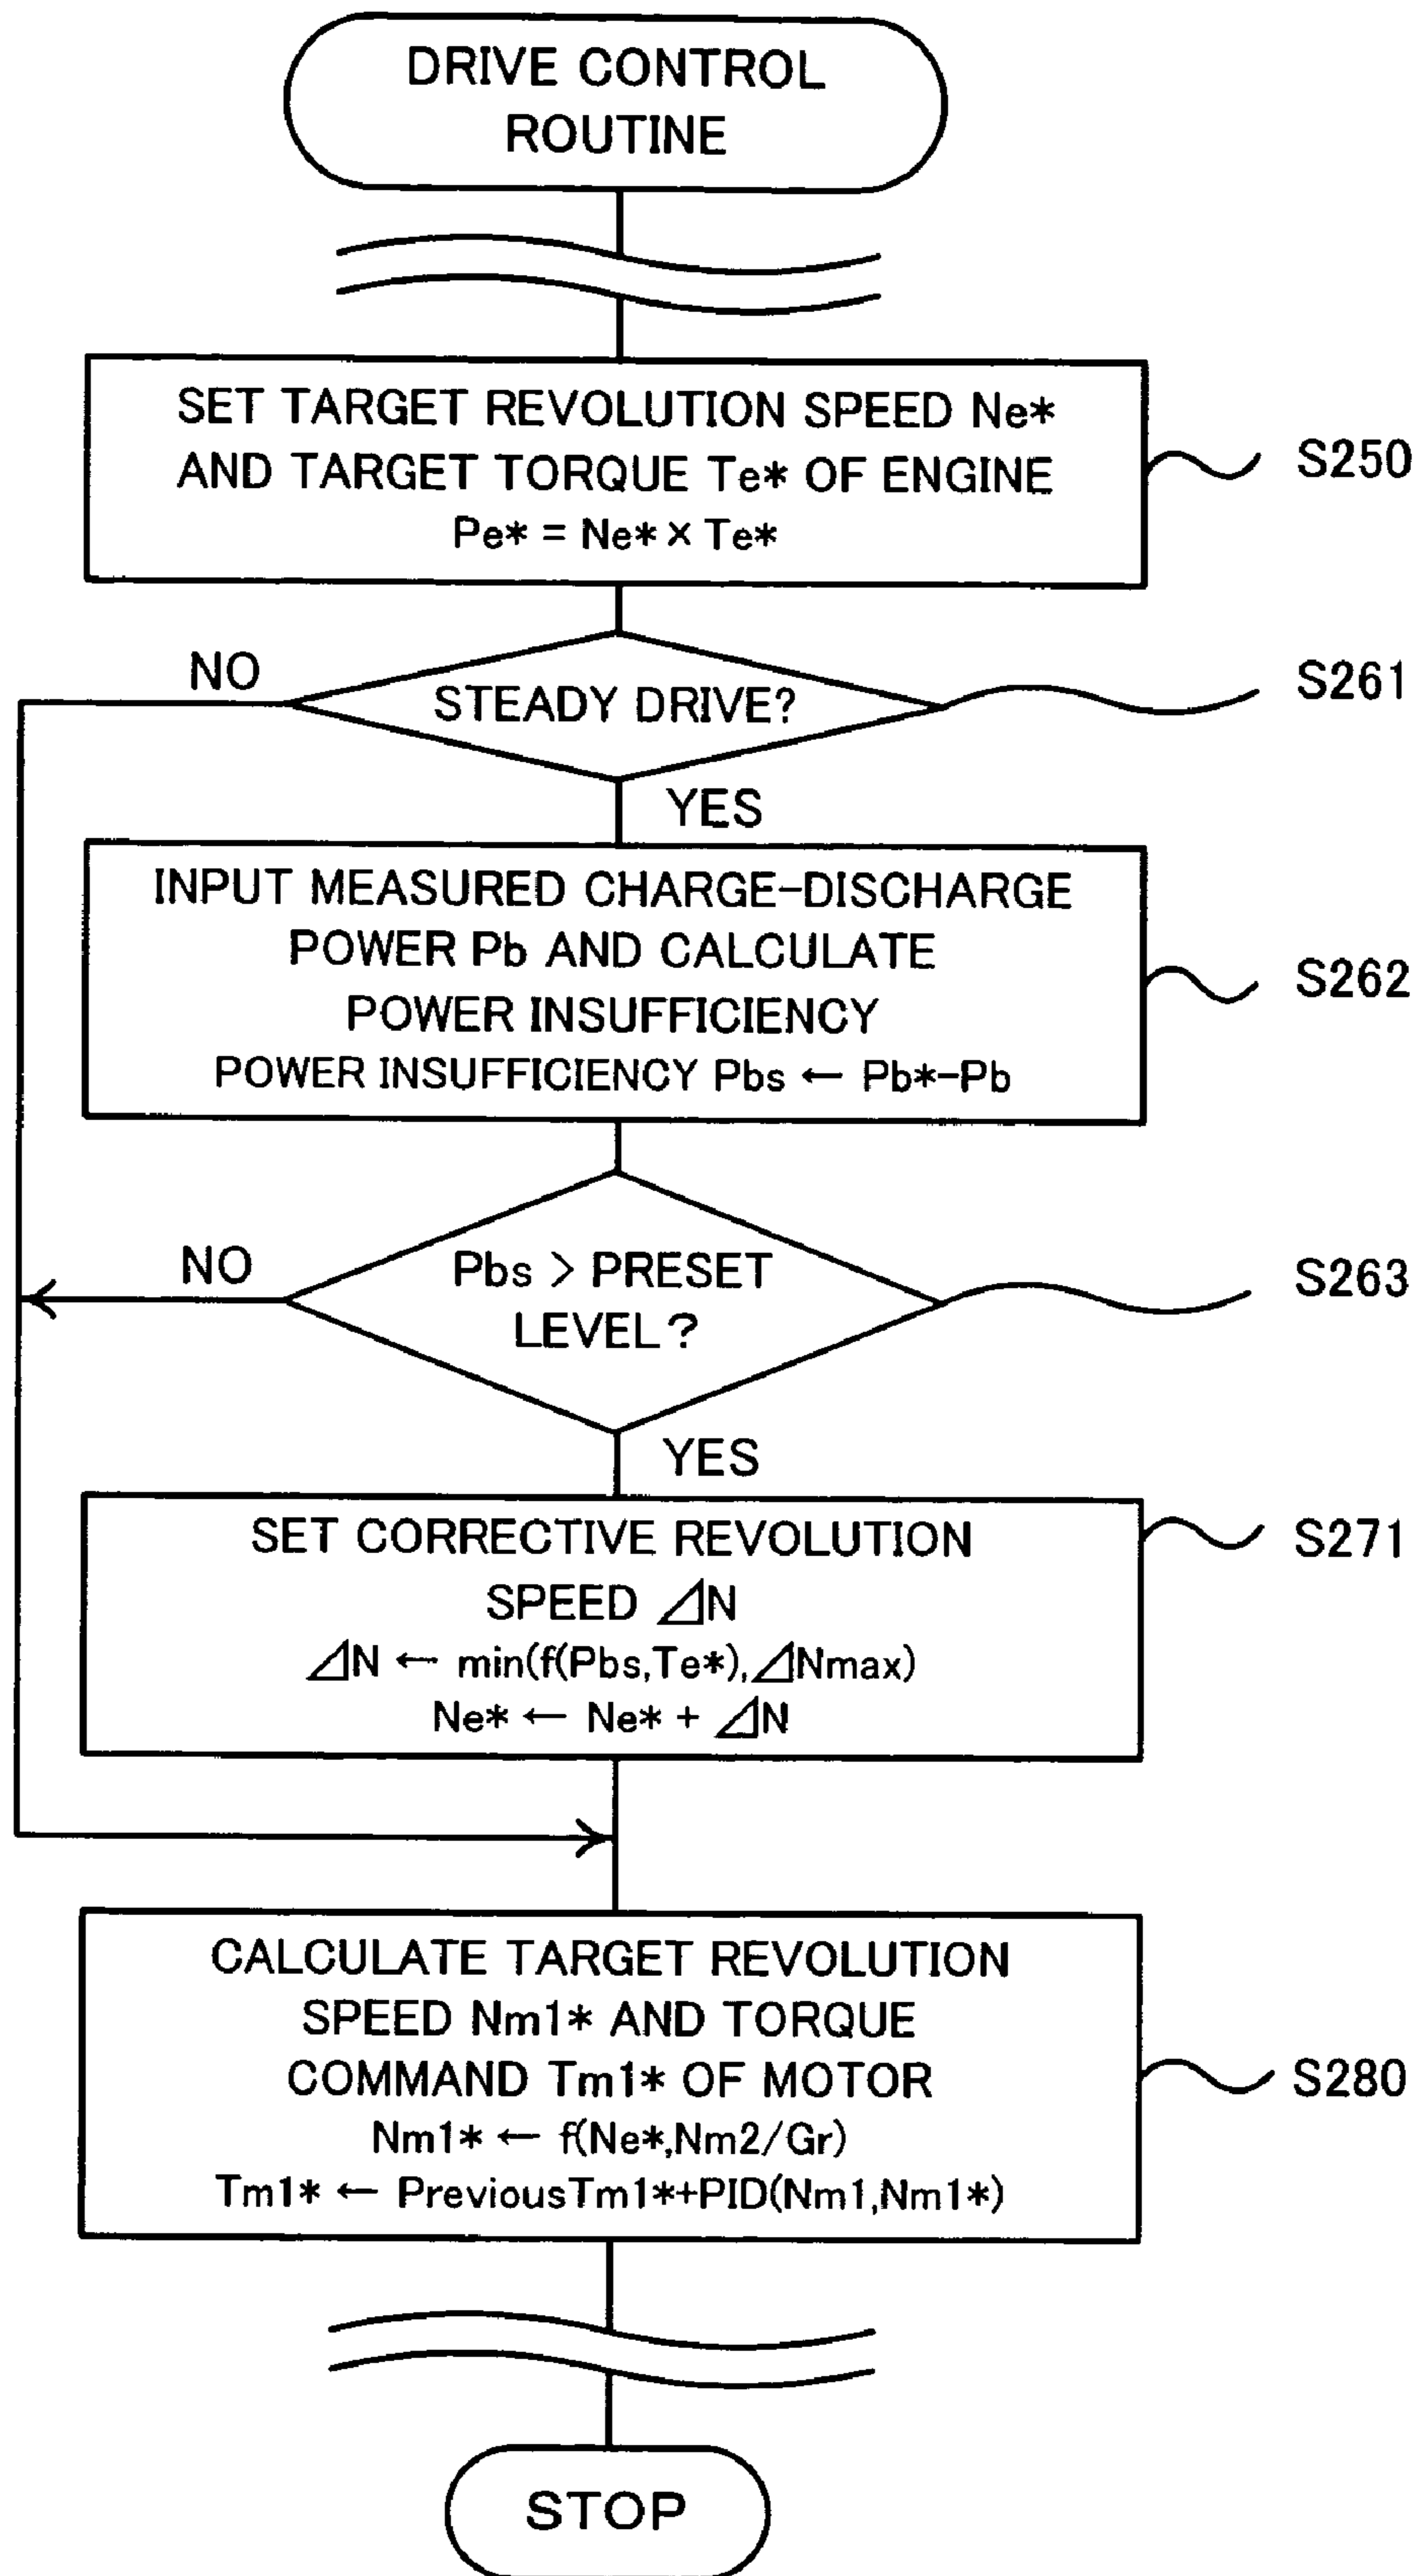 DRIVE CONTROL
ROUTINE
SET TARGET REVOLUTION SPEED Ne*
AND TARGET TORQUE Te* OF ENGINE
Pe* = Ne* × Te*
S250
NO
STEADY DRIVE?
S261
YES
INPUT MEASURED CHARGE-DISCHARGE
POWER Pb AND CALCULATE
POWER INSUFFICIENCY
POWER INSUFFICIENCY Pbs ← Pb*-Pb
S262
NO
Pbs > PRESET
LEVEL?
S263
YES
SET CORRECTIVE REVOLUTION
SPEED ⊿N
⊿N ← min(f(Pbs,Te*),⊿Nmax)
Ne* ← Ne* + ⊿N
S271
CALCULATE TARGET REVOLUTION
SPEED Nm1* AND TORQUE
COMMAND Tm1* OF MOTOR
Nm1* ← f(Ne*,Nm2/Gr)
Tm1* ← PreviousTm1*+PID(Nm1,Nm1*)
S280
STOP